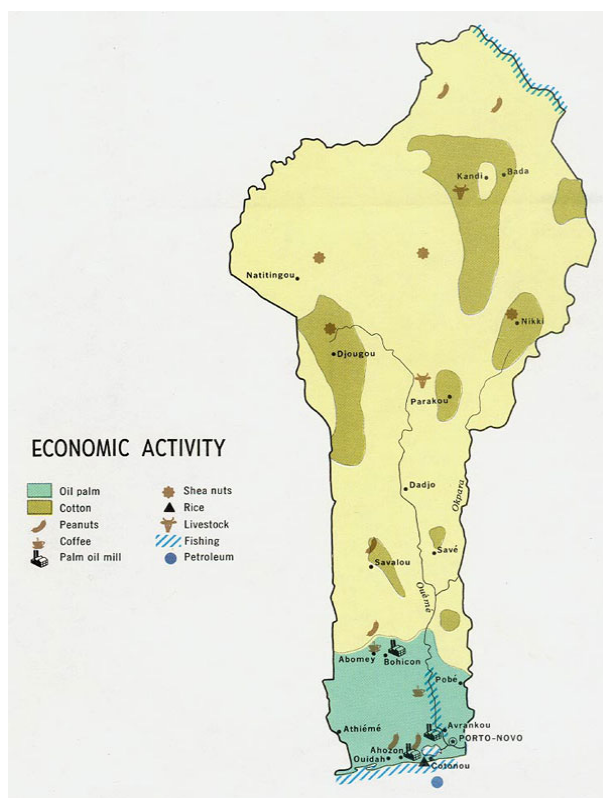 Kandi
Bada
Natitingou
Nikki
Djougou
Parakou
ECONOMIC ACTIVITY
Oil palm
Cotton
Peanuts
Coffee
Palm oil mill
Shea nuts
Rice
Livestock
Fishing
Petroleum
Dadjo
Okpara
Savé
Savalou
Ouémé
Abomey
Bohicon
Pobé
Athiémé
Avrankou
PORTO-NOVO
Ahozon
Ouidah
Cotonou